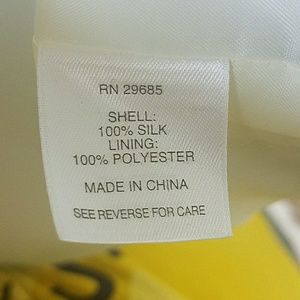 RN 29685
SHELL:
100% SILK
LINING:
100% POLYESTER
MADE IN CHINA
SEE REVERSE FOR CARE